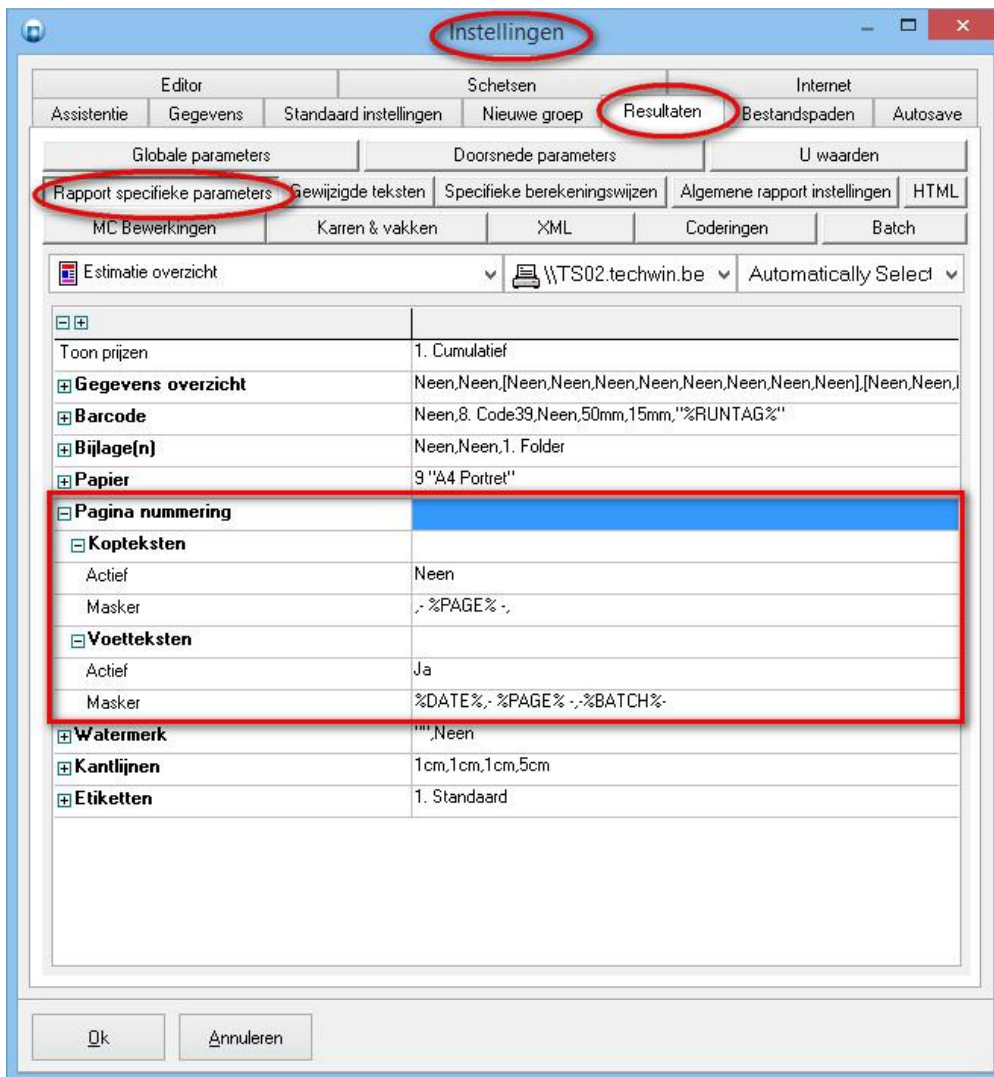 Instellingen
Editor Schetsen Internet
Assistentie Gegevens Standaard instellingen Nieuwe groep Resultaten Bestandspaden Autosave
Globale parameters Doorsnede parameters U waarden
Rapport specifieke parameters Gewijzigde teksten Specifieke berekeningswijzen Algemene rapport instellingen HTML
MC Bewerkingen Karren & vakken XML Coderingen Batch
Estimatie overzicht \\TS02.techwin.be Automatically Select
Toon prijzen 1. Cumulatief
Gegevens overzicht Neen,Neen,[Neen,Neen,Neen,Neen,Neen,Neen,Neen,Neen],[Neen,Neen,
Barcode Neen,8. Code39,Neen,50mm,15mm,"%RUNTAG%"
Bijlage(n) Neen,Neen,1. Folder
Papier 9 "A4 Portret"
Pagina nummering
Kopteksten
Actief Neen
Masker ,- %PAGE% -,
Voetteksten
Actief Ja
Masker %DATE%,- %PAGE% -,-%BATCH%-
Watermerk "",Neen
Kantlijnen 1cm,1cm,1cm,5cm
Etiketten 1. Standaard
Ok Annuleren